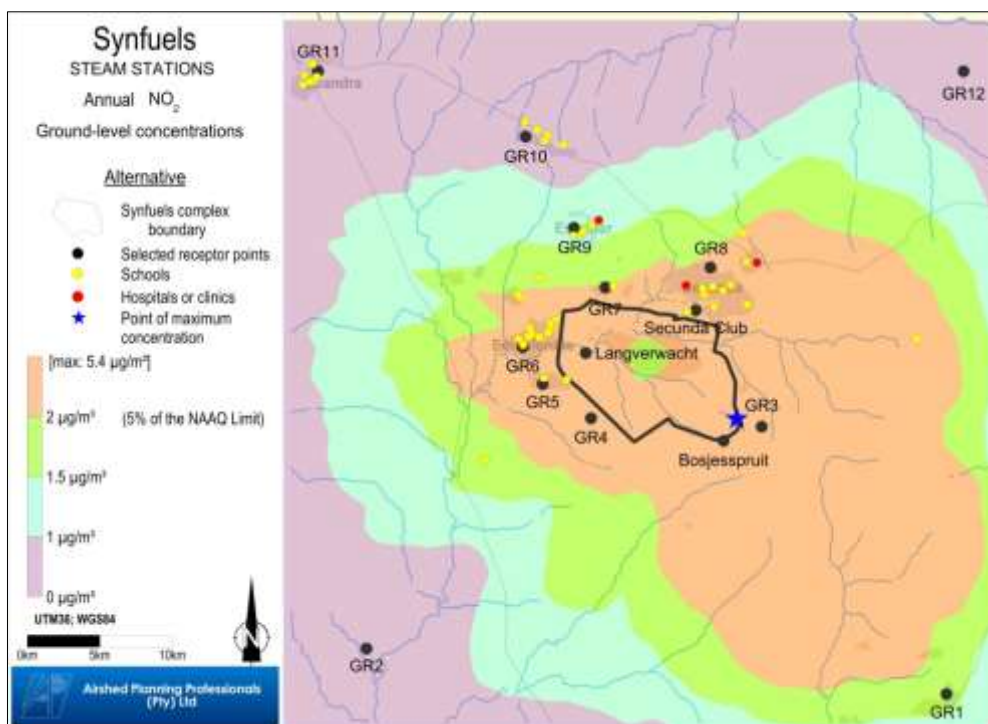 Synfuels
STEAM STATIONS
Annual NO2
Ground-level concentrations
Alternative
Synfuels complex
boundary
Selected receptor points
Schools
Hospitals or clinics
Point of maximum
concentration
[max: 5.4 µg/m³]
2 µg/m³ (5% of the NAAQ Limit)
1.5 µg/m³
1 µg/m³
0 µg/m³
UTM36; WGS84
0km 5km 10km
N
Airshed Planning Professionals
(Pty) Ltd
GR11
GR12
GR10
GR9
GR8
GR7
Secunda Club
Langverwacht
GR6
GR5
GR3
GR4
Bosjesspruit
GR2
GR1